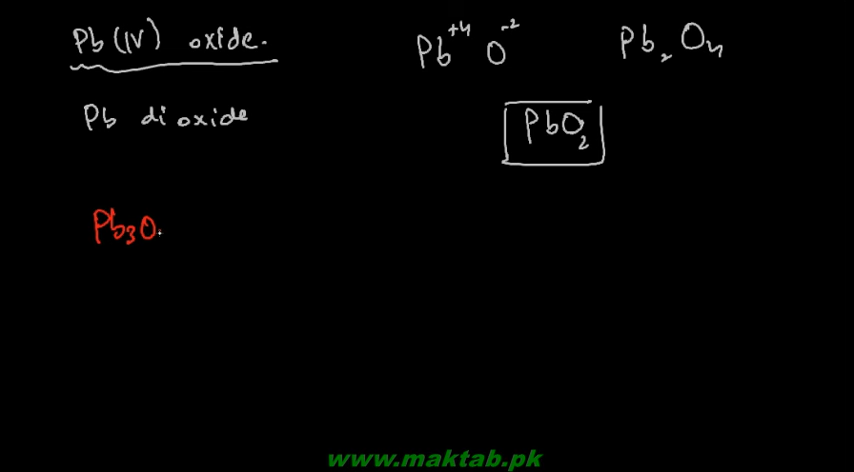 Pb(IV) oxide.
Pb⁺⁴ O⁻²
Pb₂O₄
Pb dioxide
PbO₂
Pb₃O
www.maktab.pk